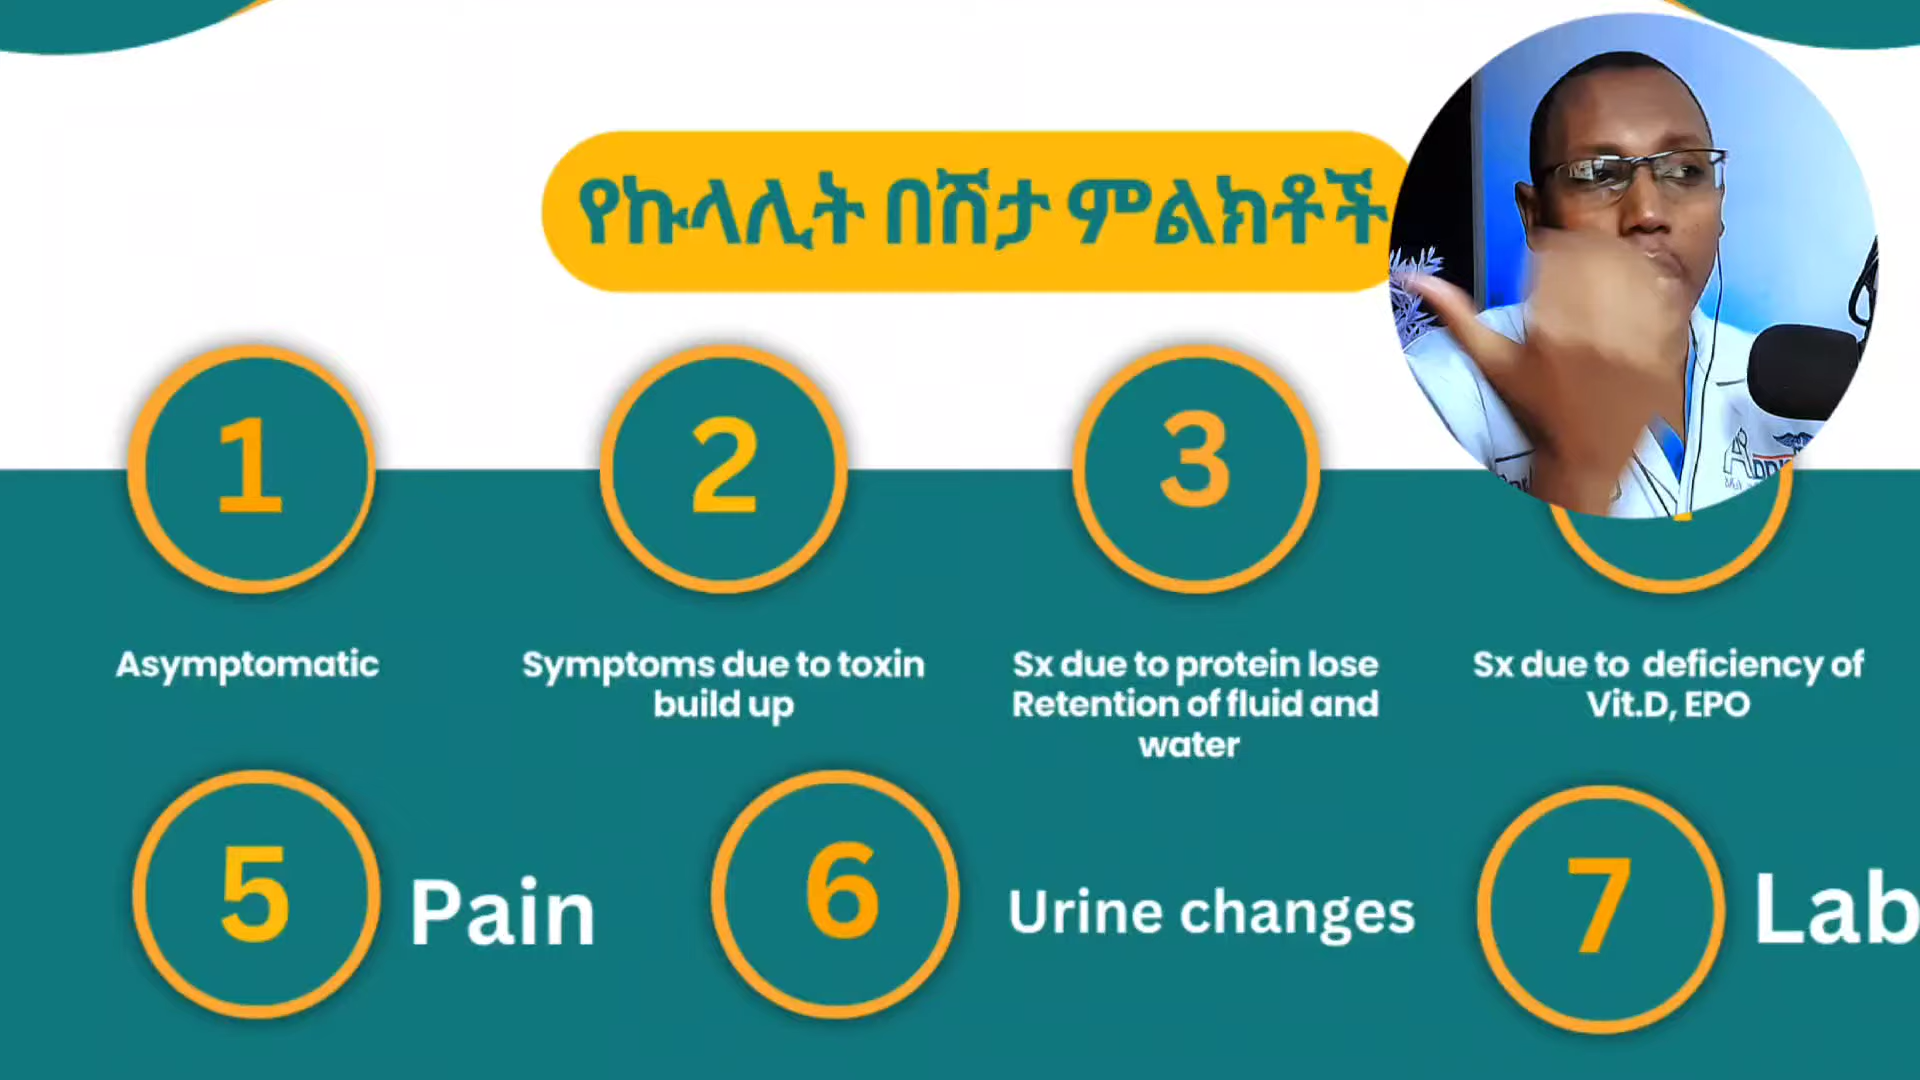 የኩላሊት በሽታ ምልክቶች
1
2
3
Asymptomatic
Symptoms due to toxin
build up
Sx due to protein lose
Retention of fluid and
water
Sx due to deficiency of
Vit.D, EPO
5
Pain
6
Urine changes
7
Lab